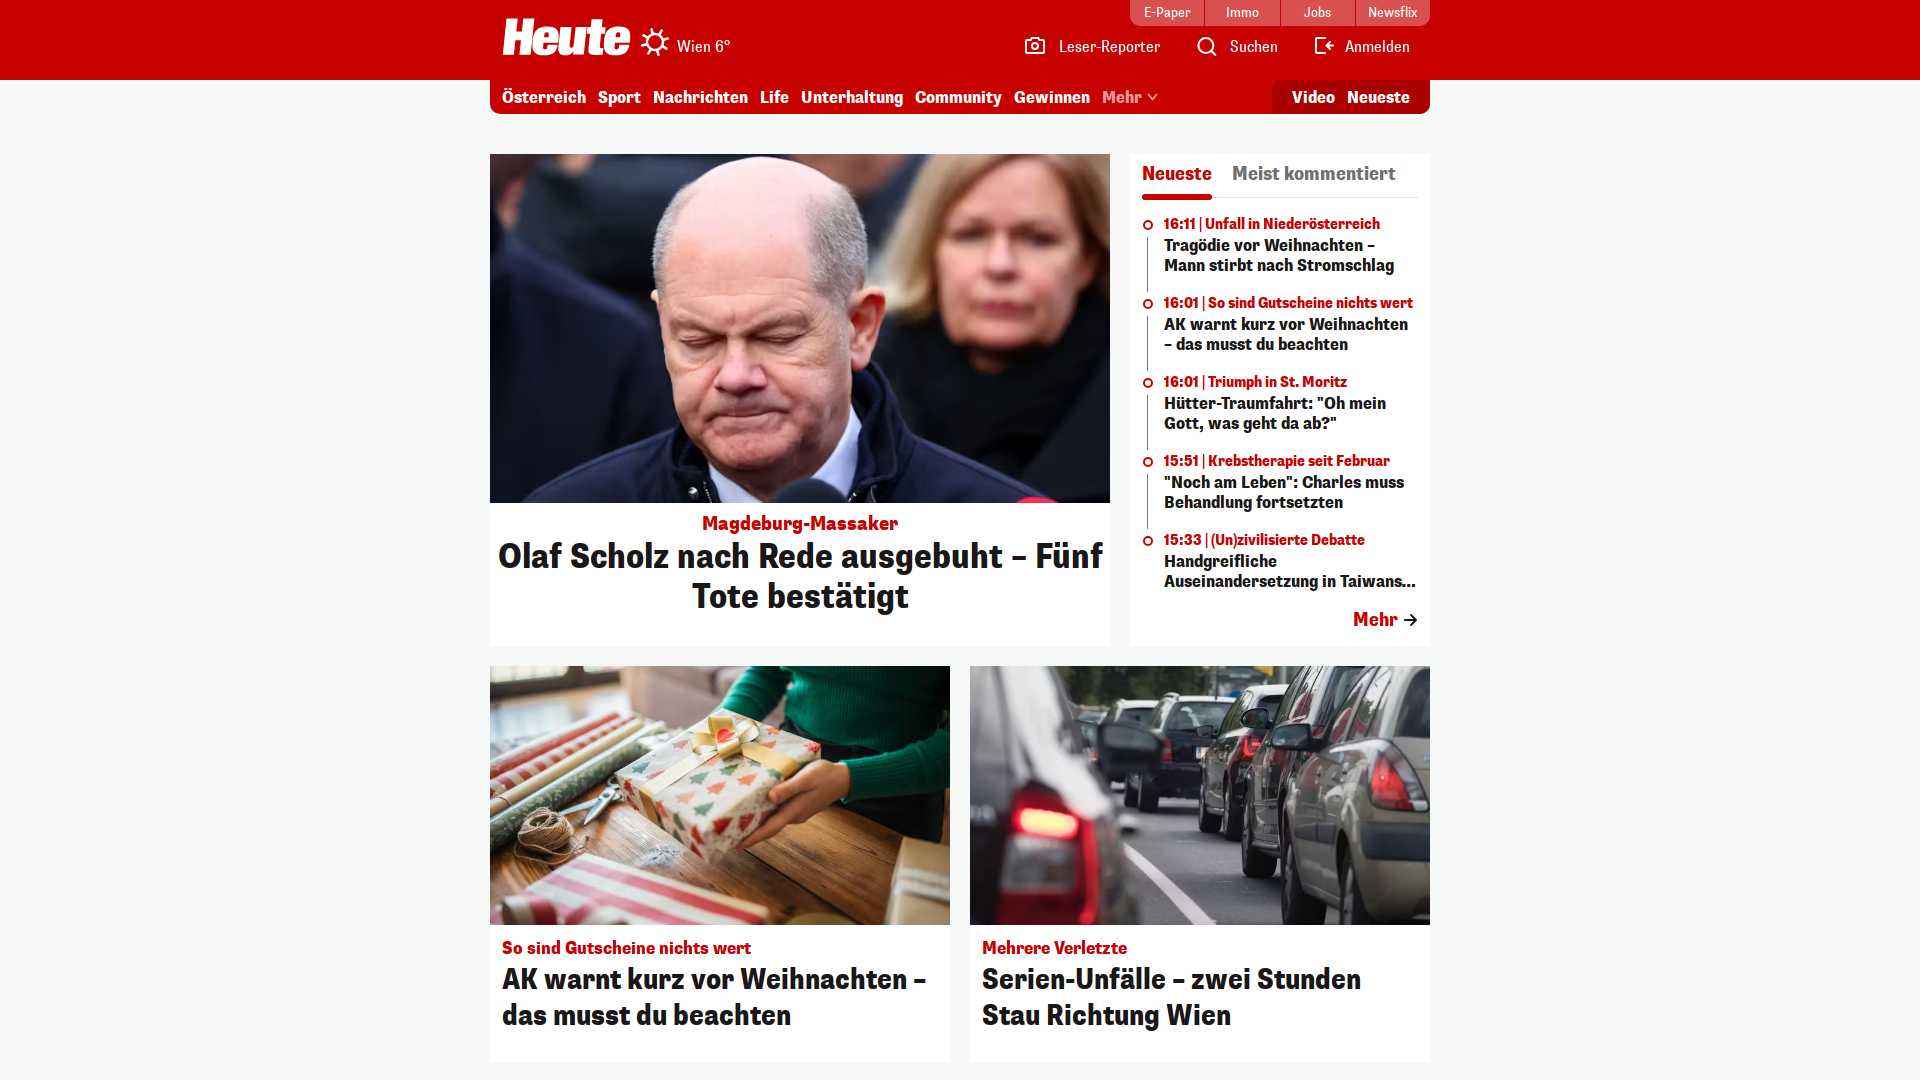 E-Paper
Immo
Jobs
Newsflix
Heute
Wien 6°
Leser-Reporter
Suchen
Anmelden
Österreich
Sport
Nachrichten
Life
Unterhaltung
Community
Gewinnen
Mehr
Video
Neueste
Magdeburg-Massaker
Olaf Scholz nach Rede ausgebuht – Fünf
Tote bestätigt
Neueste
Meist kommentiert
16:11 | Unfall in Niederösterreich
Tragödie vor Weihnachten –
Mann stirbt nach Stromschlag
16:01 | So sind Gutscheine nichts wert
AK warnt kurz vor Weihnachten
– das musst du beachten
16:01 | Triumph in St. Moritz
Hütter-Traumfahrt: "Oh mein
Gott, was geht da ab?"
15:51 | Krebstherapie seit Februar
"Noch am Leben": Charles muss
Behandlung fortsetzten
15:33 | (Un)zivilisierte Debatte
Handgreifliche
Auseinandersetzung in Taiwans...
Mehr
So sind Gutscheine nichts wert
AK warnt kurz vor Weihnachten –
das musst du beachten
Mehrere Verletzte
Serien-Unfälle – zwei Stunden
Stau Richtung Wien